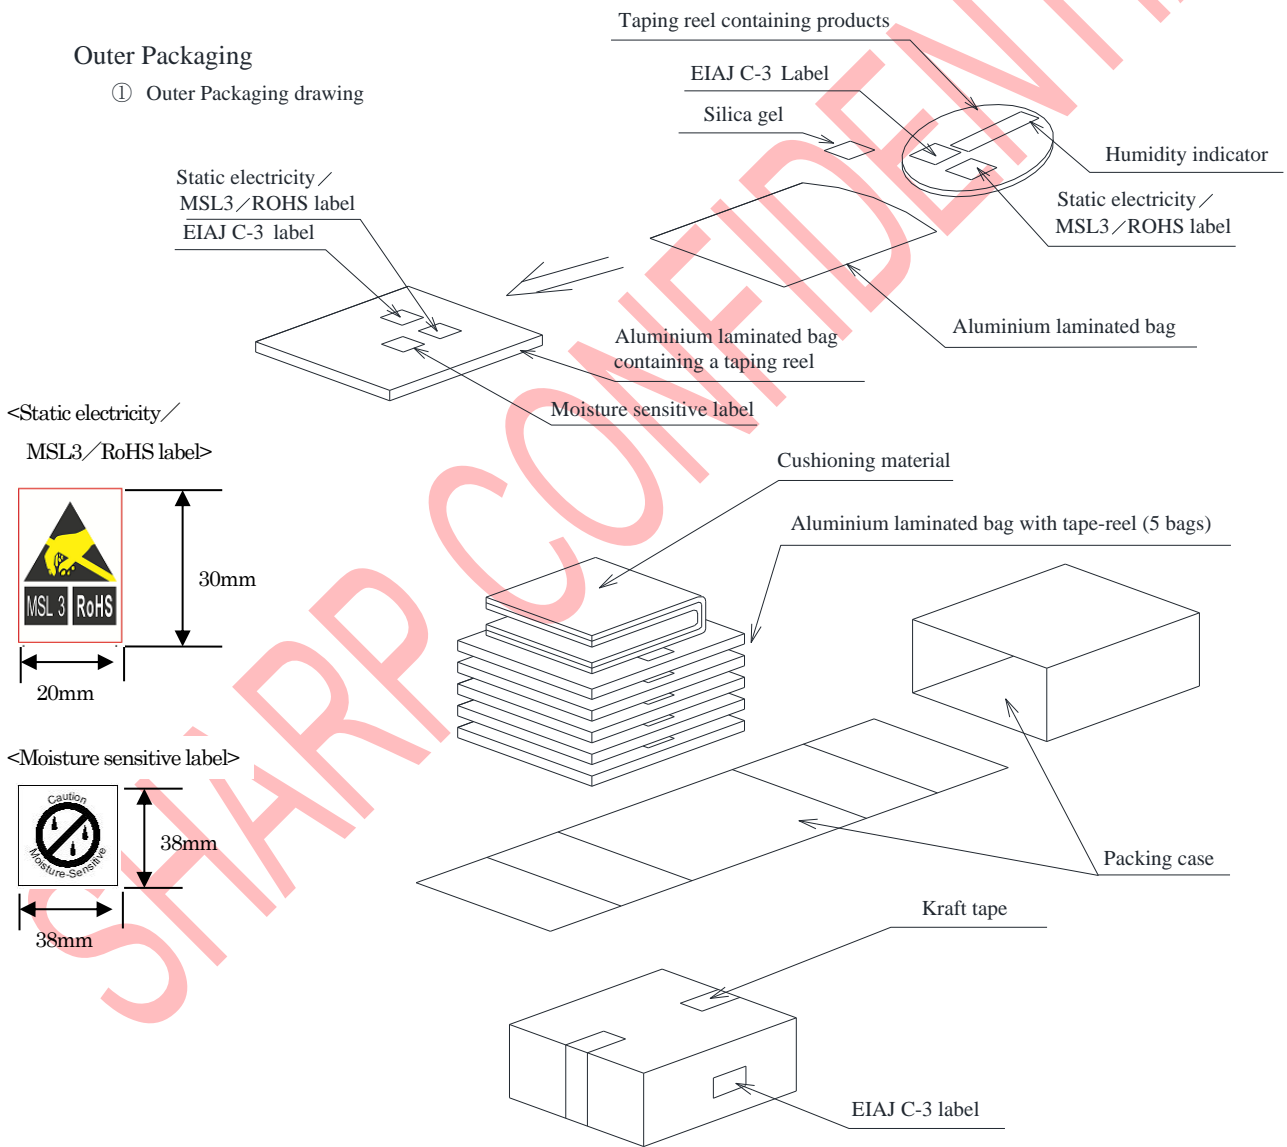 Outer Packaging
① Outer Packaging drawing
Taping reel containing products
EIAJ C-3 Label
Silica gel
Humidity indicator
Static electricity／
MSL3／ROHS label
Static electricity／
MSL3／ROHS label
EIAJ C-3 label
Aluminium laminated bag
Aluminium laminated bag
containing a taping reel
Moisture sensitive label
<Static electricity／
MSL3／RoHS label>
MSL 3 RoHS
30mm
20mm
Cushioning material
Aluminium laminated bag with tape-reel (5 bags)
<Moisture sensitive label>
Caution
Moisture-Sensitive
38mm
38mm
Packing case
Kraft tape
EIAJ C-3 label
SHARP CONFIDENTI